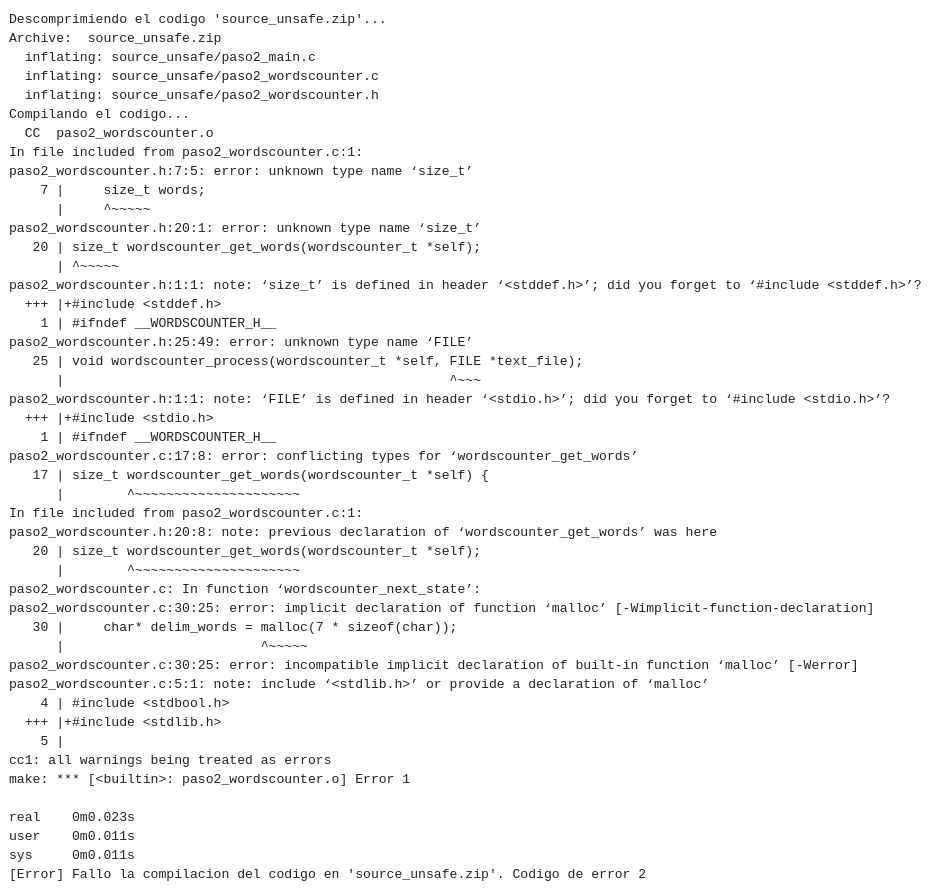 Descomprimiendo el codigo 'source_unsafe.zip'...
Archive:  source_unsafe.zip
  inflating: source_unsafe/paso2_main.c
  inflating: source_unsafe/paso2_wordscounter.c
  inflating: source_unsafe/paso2_wordscounter.h
Compilando el codigo...
  CC  paso2_wordscounter.o
In file included from paso2_wordscounter.c:1:
paso2_wordscounter.h:7:5: error: unknown type name ‘size_t’
    7 |     size_t words;
      |     ^~~~~~
paso2_wordscounter.h:20:1: error: unknown type name ‘size_t’
   20 | size_t wordscounter_get_words(wordscounter_t *self);
      | ^~~~~~
paso2_wordscounter.h:1:1: note: ‘size_t’ is defined in header ‘<stddef.h>’; did you forget to ‘#include <stddef.h>’?
  +++ |+#include <stddef.h>
    1 | #ifndef __WORDSCOUNTER_H__
paso2_wordscounter.h:25:49: error: unknown type name ‘FILE’
   25 | void wordscounter_process(wordscounter_t *self, FILE *text_file);
      |                                                 ^~~~
paso2_wordscounter.h:1:1: note: ‘FILE’ is defined in header ‘<stdio.h>’; did you forget to ‘#include <stdio.h>’?
  +++ |+#include <stdio.h>
    1 | #ifndef __WORDSCOUNTER_H__
paso2_wordscounter.c:17:8: error: conflicting types for ‘wordscounter_get_words’
   17 | size_t wordscounter_get_words(wordscounter_t *self) {
      |        ^~~~~~~~~~~~~~~~~~~~~~
In file included from paso2_wordscounter.c:1:
paso2_wordscounter.h:20:8: note: previous declaration of ‘wordscounter_get_words’ was here
   20 | size_t wordscounter_get_words(wordscounter_t *self);
      |        ^~~~~~~~~~~~~~~~~~~~~~
paso2_wordscounter.c: In function ‘wordscounter_next_state’:
paso2_wordscounter.c:30:25: error: implicit declaration of function ‘malloc’ [-Wimplicit-function-declaration]
   30 |     char* delim_words = malloc(7 * sizeof(char));
      |                         ^~~~~~
paso2_wordscounter.c:30:25: error: incompatible implicit declaration of built-in function ‘malloc’ [-Werror]
paso2_wordscounter.c:5:1: note: include ‘<stdlib.h>’ or provide a declaration of ‘malloc’
    4 | #include <stdbool.h>
  +++ |+#include <stdlib.h>
    5 |
cc1: all warnings being treated as errors
make: *** [<builtin>: paso2_wordscounter.o] Error 1

real    0m0.023s
user    0m0.011s
sys     0m0.011s
[Error] Fallo la compilacion del codigo en 'source_unsafe.zip'. Codigo de error 2